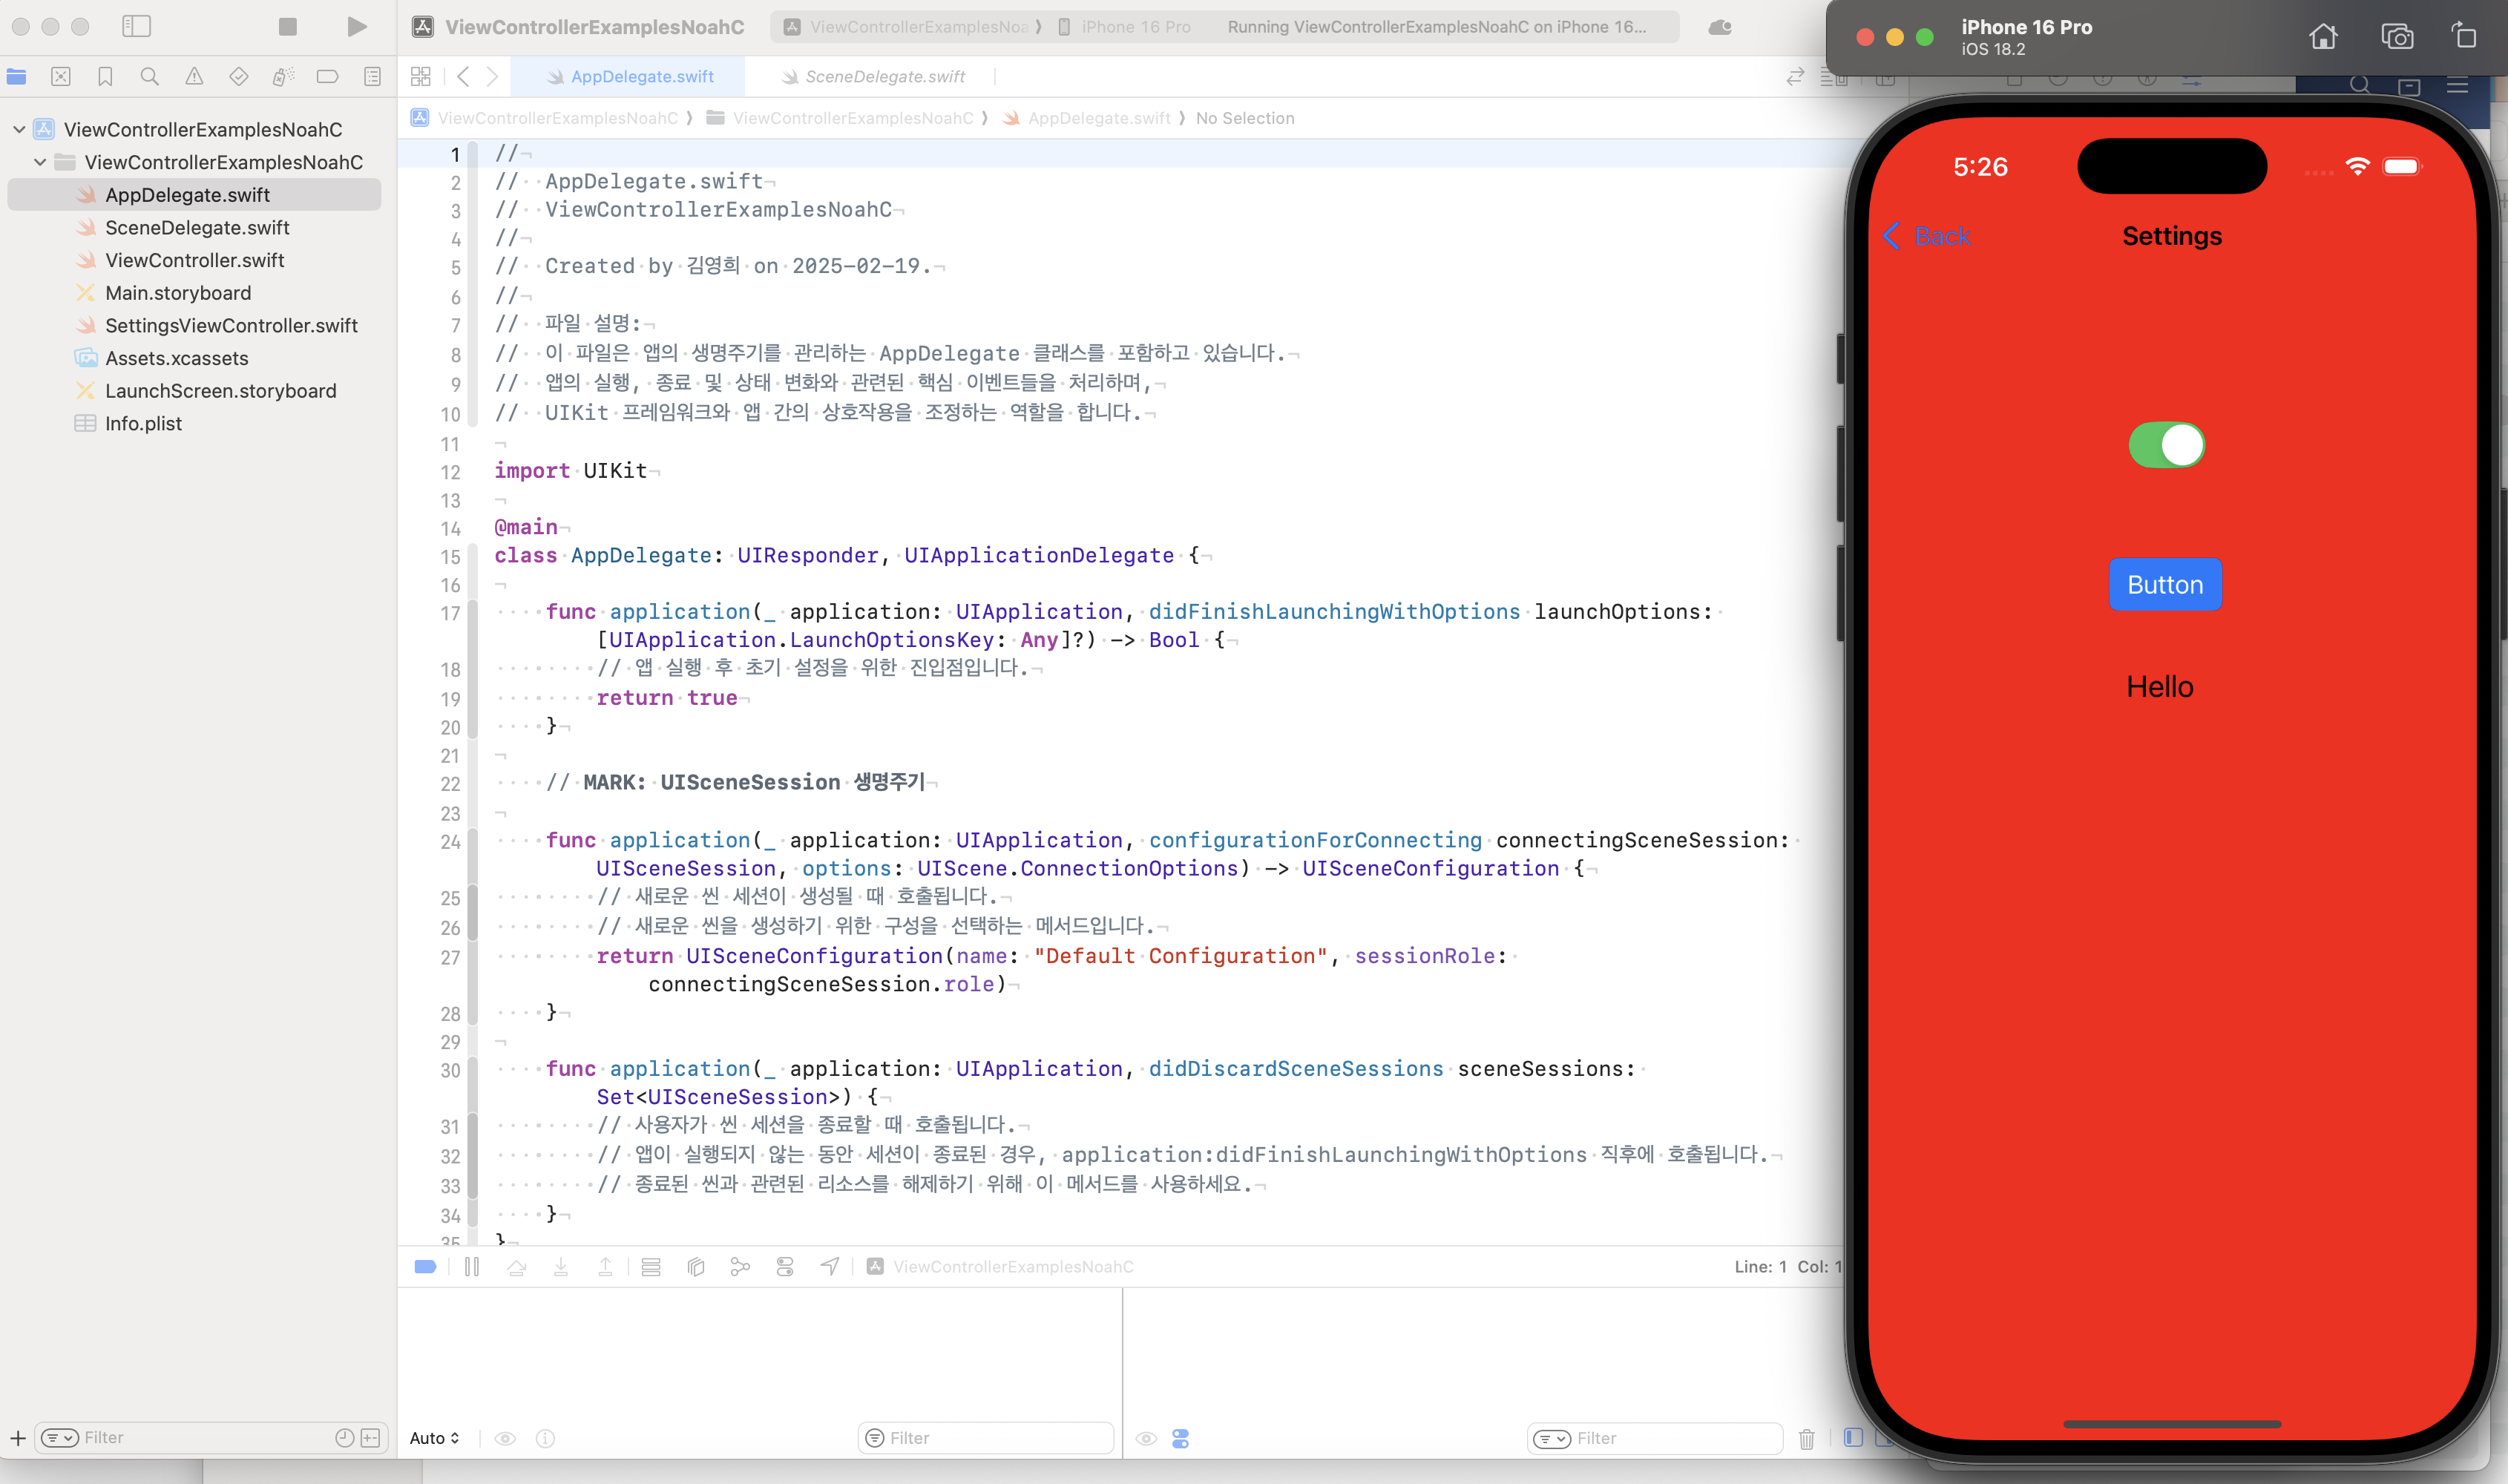 ViewControllerExamplesNoahC
ViewControllerExamplesNoa
iPhone 16 Pro
Running ViewControllerExamplesNoahC on iPhone 16...
iPhone 16 Pro
iOS 18.2
AppDelegate.swift
SceneDelegate.swift
ViewControllerExamplesNoahC
ViewControllerExamplesNoahC
AppDelegate.swift
No Selection
ViewControllerExamplesNoahC
ViewControllerExamplesNoahC
AppDelegate.swift
SceneDelegate.swift
ViewController.swift
Main.storyboard
SettingsViewController.swift
Assets.xcassets
LaunchScreen.storyboard
Info.plist
1 //
2 //  AppDelegate.swift
3 //  ViewControllerExamplesNoahC
4 //
5 //  Created by 김영희 on 2025-02-19.
6 //
7 //  파일 설명:
8 //  이 파일은 앱의 생명주기를 관리하는 AppDelegate 클래스를 포함하고 있습니다.
9 //  앱의 실행, 종료 및 상태 변화와 관련된 핵심 이벤트들을 처리하며,
10 //  UIKit 프레임워크와 앱 간의 상호작용을 조정하는 역할을 합니다.
11
12 import UIKit
13
14 @main
15 class AppDelegate: UIResponder, UIApplicationDelegate {
16
17     func application(_ application: UIApplication, didFinishLaunchingWithOptions launchOptions:
[UIApplication.LaunchOptionsKey: Any]?) -> Bool {
18         // 앱 실행 후 초기 설정을 위한 진입점입니다.
19         return true
20     }
21
22     // MARK: UISceneSession 생명주기
23
24     func application(_ application: UIApplication, configurationForConnecting connectingSceneSession:
UISceneSession, options: UIScene.ConnectionOptions) -> UISceneConfiguration {
25         // 새로운 씬 세션이 생성될 때 호출됩니다.
26         // 새로운 씬을 생성하기 위한 구성을 선택하는 메서드입니다.
27         return UISceneConfiguration(name: "Default Configuration", sessionRole:
connectingSceneSession.role)
28     }
29
30     func application(_ application: UIApplication, didDiscardSceneSessions sceneSessions:
Set<UISceneSession>) {
31         // 사용자가 씬 세션을 종료할 때 호출됩니다.
32         // 앱이 실행되지 않는 동안 세션이 종료된 경우, application:didFinishLaunchingWithOptions 직후에 호출됩니다.
33         // 종료된 씬과 관련된 리소스를 해제하기 위해 이 메서드를 사용하세요.
34     }
35 }
5:26
Back
Settings
Button
Hello
ViewControllerExamplesNoahC
Line: 1 Col: 1
Filter
Auto
Filter
Filter